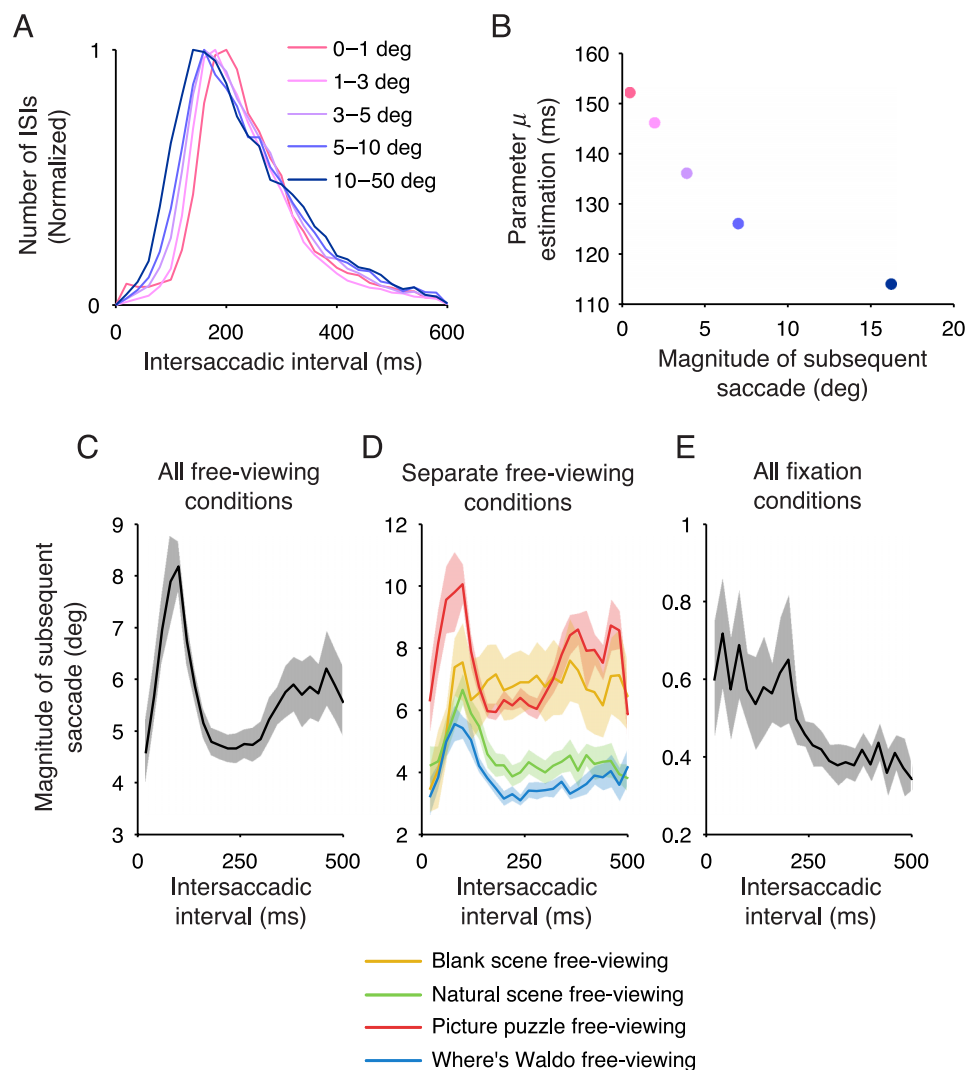 A
Number of ISIs
(Normalized)
1
0
0–1 deg
1–3 deg
3–5 deg
5–10 deg
10–50 deg
0
200
400
600
Intersaccadic interval (ms)
B
Parameter μ
estimation (ms)
160
150
140
130
120
110
0
5
10
15
20
Magnitude of subsequent
saccade (deg)
C
All free-viewing
conditions
Magnitude of subsequent
saccade (deg)
9
8
7
6
5
4
3
0
250
500
Intersaccadic
interval (ms)
D
Separate free-viewing
conditions
12
10
8
6
4
2
0
250
500
Intersaccadic
interval (ms)
E
All fixation
conditions
1
0.8
0.6
0.4
0.2
0
250
500
Intersaccadic
interval (ms)
Blank scene free-viewing
Natural scene free-viewing
Picture puzzle free-viewing
Where's Waldo free-viewing